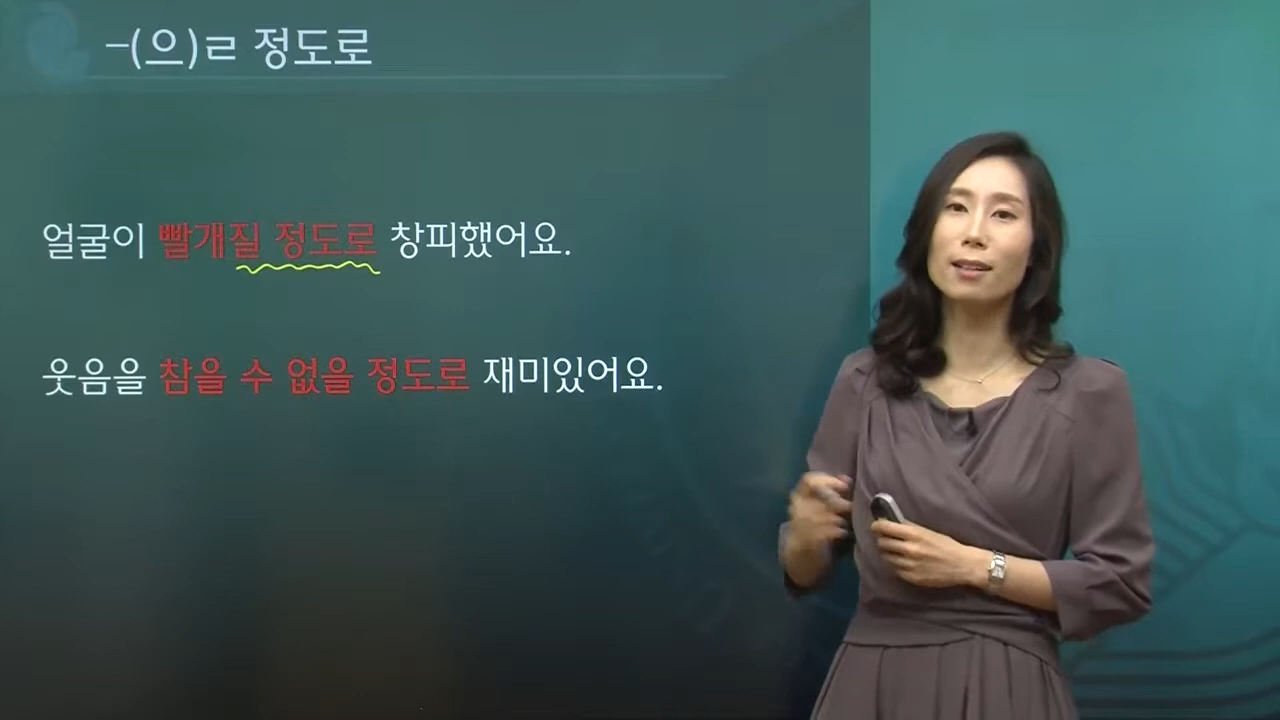 -(으)ㄹ 정도로
얼굴이 빨개질 정도로 창피했어요.
웃음을 참을 수 없을 정도로 재미있어요.